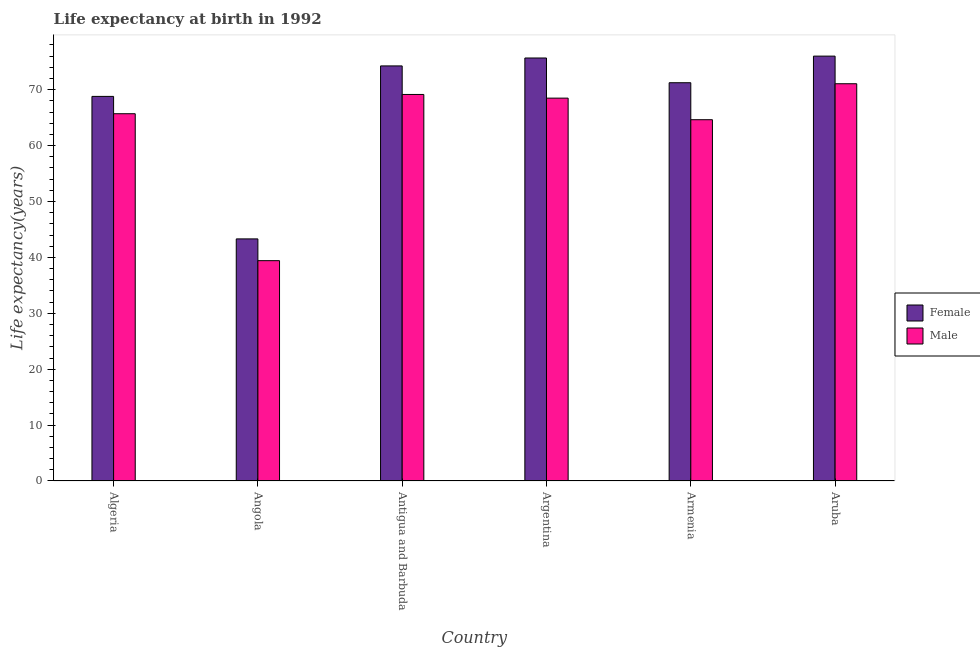 Life expectancy at birth in 1992
Life expectancy(years)
70
60
50
40
30
20
10
0
Algeria
Angola
Antigua and Barbuda
Argentina
Armenia
Aruba
Country
Female
Male